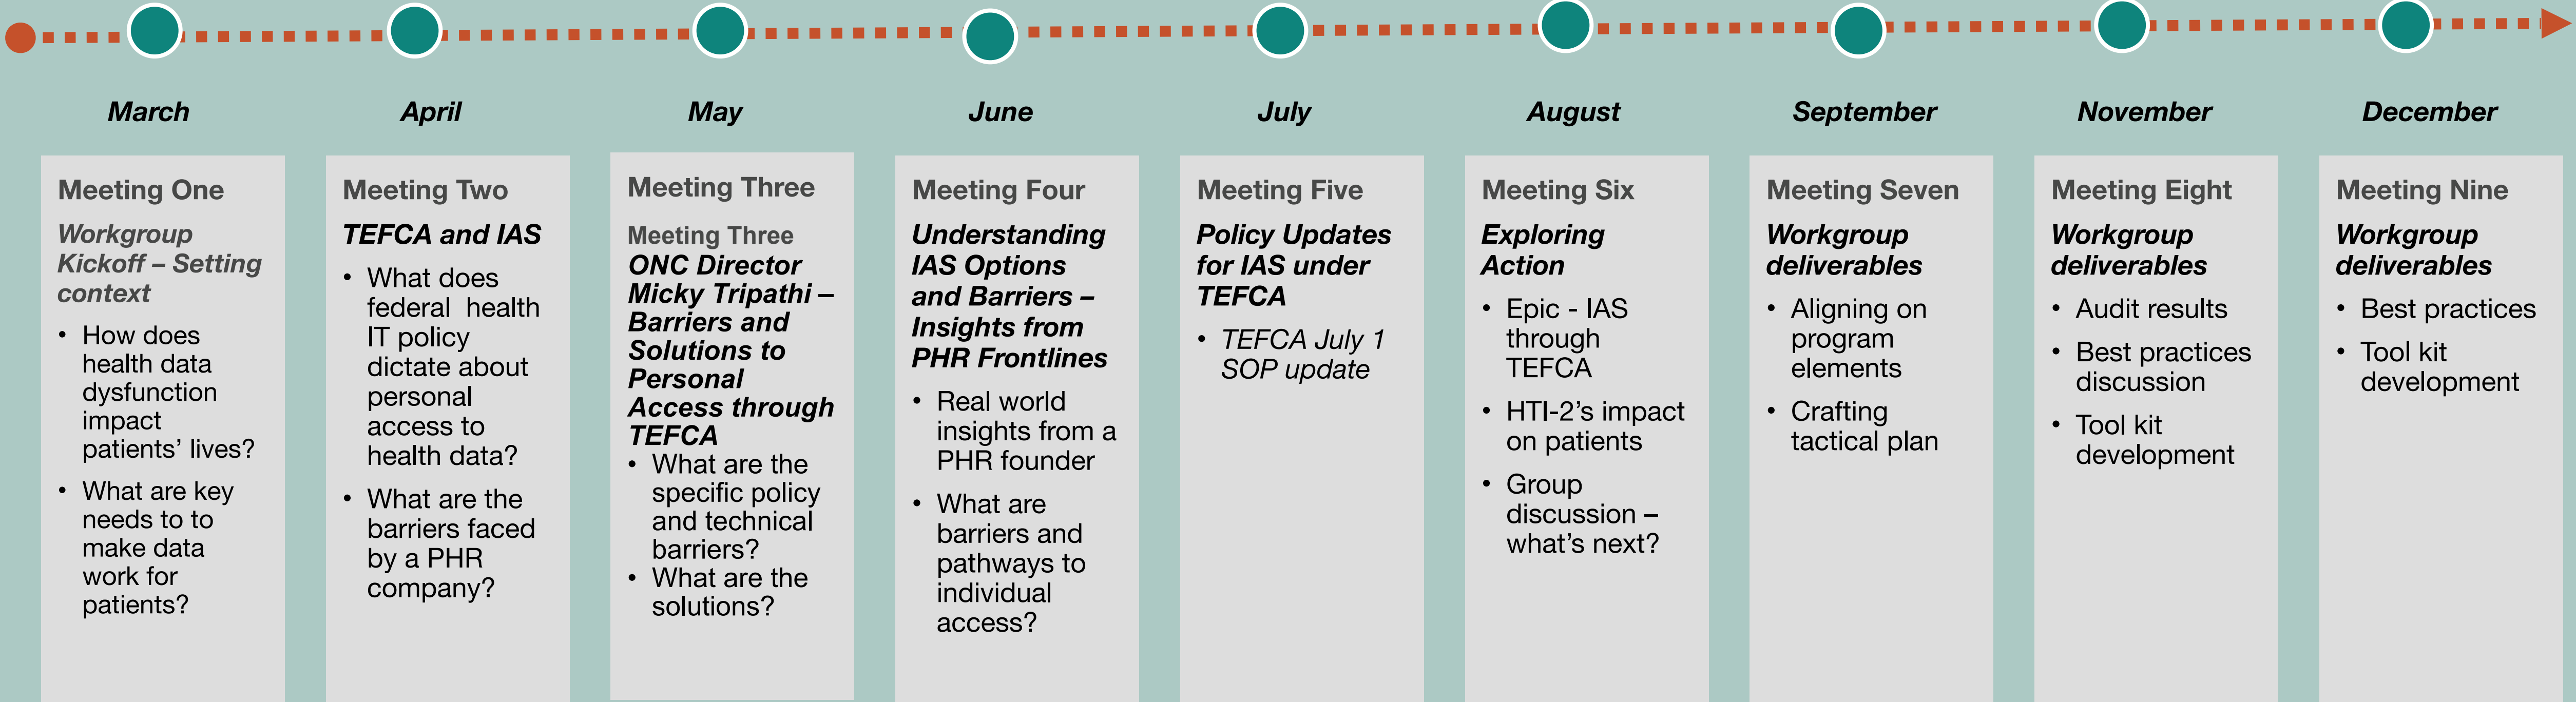 March
April
May
June
July
August
September
November
December
Meeting One
Workgroup
Kickoff – Setting
context
• How does
health data
dysfunction
impact
patients’ lives?
• What are key
needs to to
make data
work for
patients?
Meeting Two
TEFCA and IAS
• What does
federal  health
IT policy
dictate about
personal
access to
health data?
• What are the
barriers faced
by a PHR
company?
Meeting Three
Meeting Three
ONC Director
Micky Tripathi –
Barriers and
Solutions to
Personal
Access through
TEFCA
• What are the
specific policy
and technical
barriers?
• What are the
solutions?
Meeting Four
Understanding
IAS Options
and Barriers –
Insights from
PHR Frontlines
• Real world
insights from a
PHR founder
• What are
barriers and
pathways to
individual
access?
Meeting Five
Policy Updates
for IAS under
TEFCA
• TEFCA July 1
SOP update
Meeting Six
Exploring
Action
• Epic - IAS
through
TEFCA
• HTI-2’s impact
on patients
• Group
discussion –
what’s next?
Meeting Seven
Workgroup
deliverables
• Aligning on
program
elements
• Crafting
tactical plan
Meeting Eight
Workgroup
deliverables
• Audit results
• Best practices
discussion
• Tool kit
development
Meeting Nine
Workgroup
deliverables
• Best practices
• Tool kit
development